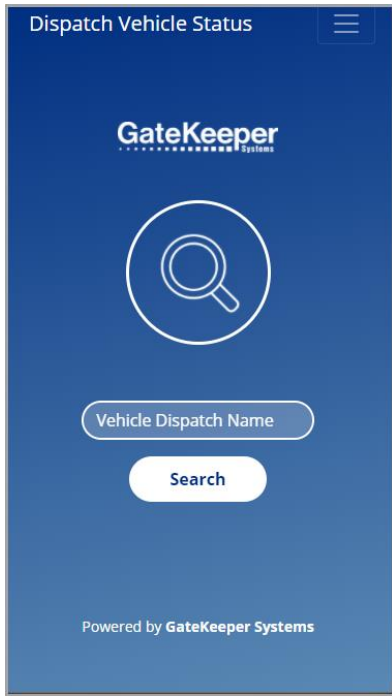 Dispatch Vehicle Status
GateKeeper
Systems
Vehicle Dispatch Name
Search
Powered by GateKeeper Systems